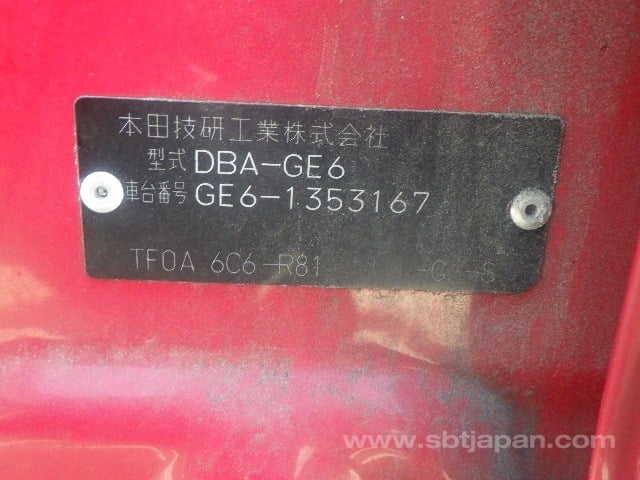 本田技研工業株式会社
型式 DBA-GE6
車台番号 GE6-1353167
TF0A 6C6-R81 -G -S
www.sbtjapan.com